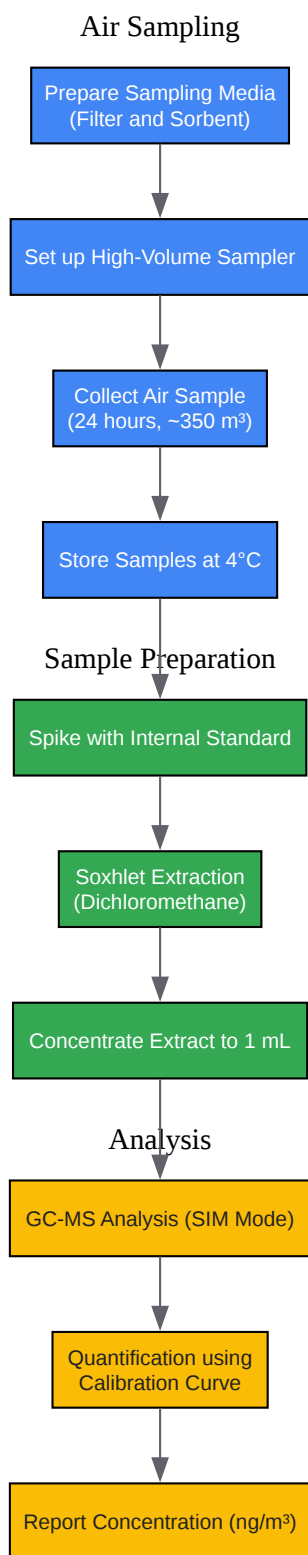 Air Sampling
Prepare Sampling Media
(Filter and Sorbent)
Set up High-Volume Sampler
Collect Air Sample
(24 hours, ~350 m³)
Store Samples at 4°C
Sample Preparation
Spike with Internal Standard
Soxhlet Extraction
(Dichloromethane)
Concentrate Extract to 1 mL
Analysis
GC-MS Analysis (SIM Mode)
Quantification using
Calibration Curve
Report Concentration (ng/m³)